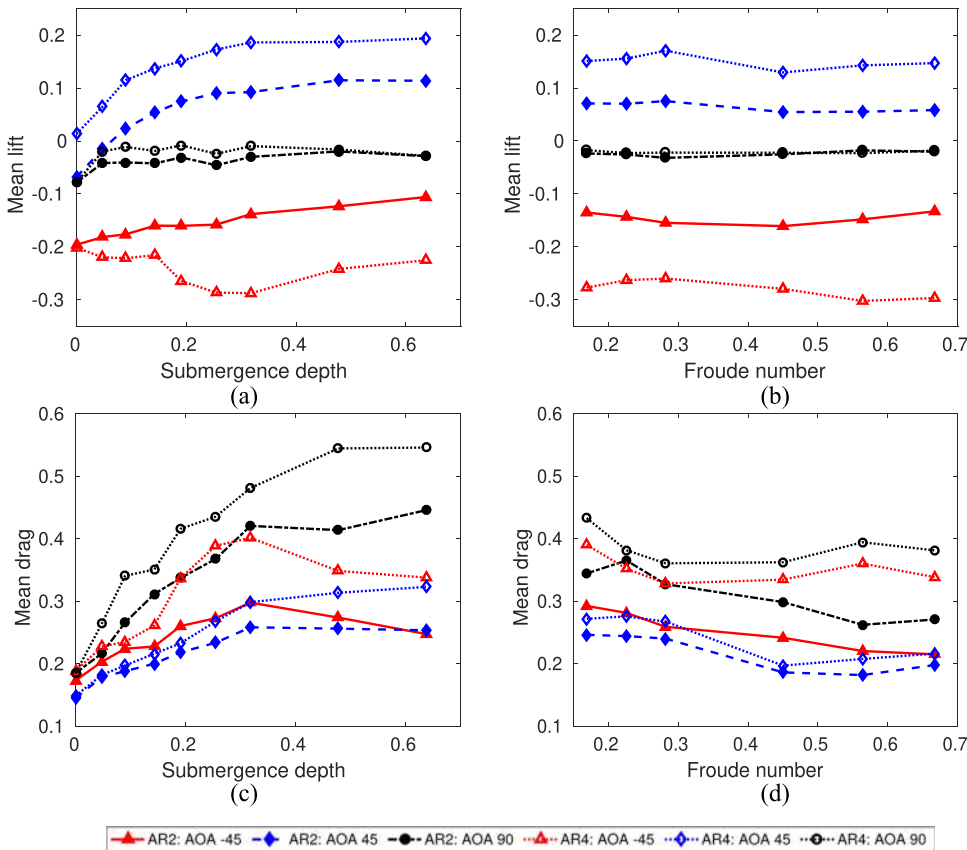 0.2
0.1
0
-0.1
-0.2
-0.3
Mean lift
0 0.2 0.4 0.6
Submergence depth
(a)
0.2
0.1
0
-0.1
-0.2
-0.3
Mean lift
0.2 0.3 0.4 0.5 0.6 0.7
Froude number
(b)
0.6
0.5
0.4
0.3
0.2
0.1
Mean drag
0 0.2 0.4 0.6
Submergence depth
(c)
0.6
0.5
0.4
0.3
0.2
0.1
Mean drag
0.2 0.3 0.4 0.5 0.6 0.7
Froude number
(d)
AR2: AOA -45 AR2: AOA 45 AR2: AOA 90 AR4: AOA -45 AR4: AOA 45 AR4: AOA 90